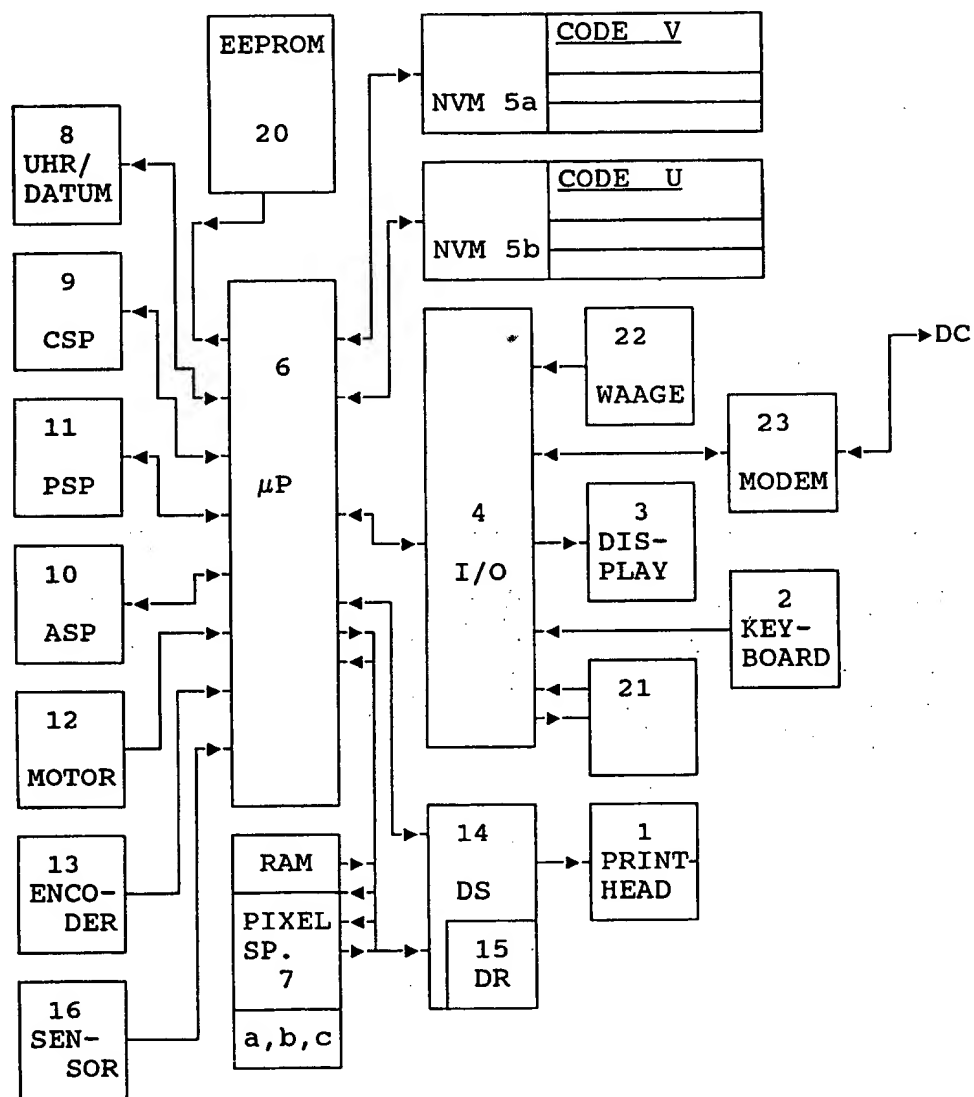 EEPROM
20
CODE V
NVM 5a
CODE U
NVM 5b
8
UHR/
DATUM
9
CSP
11
PSP
10
ASP
12
MOTOR
13
ENCO-
DER
16
SEN-
SOR
6
μP
RAM
PIXEL
SP.
7
a,b,c
4
I/O
22
WAAGE
DC
23
MODEM
3
DIS-
PLAY
2
KEY-
BOARD
21
14
DS
15
DR
1
PRINT-
HEAD